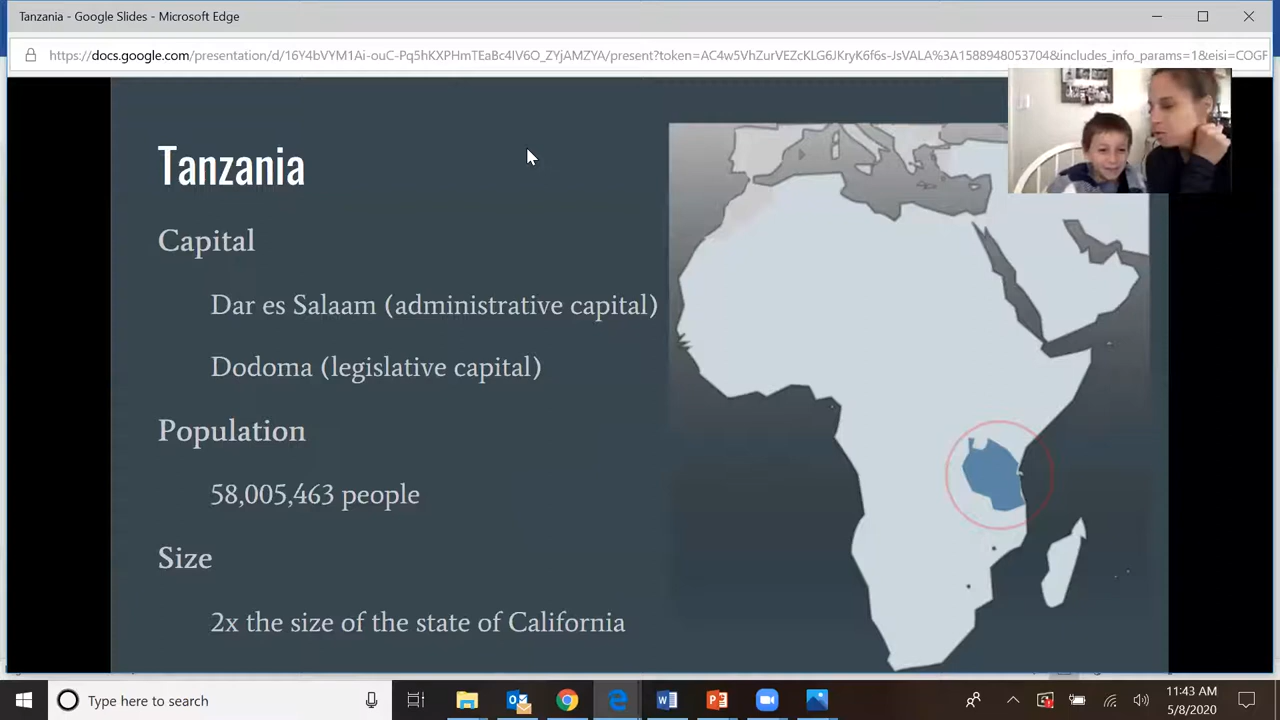 Tanzania - Google Slides - Microsoft Edge
https://docs.google.com/presentation/d/16Y4bVYM1Ai-ouC-Pq5hKXPHmTEaBc4IV6O_ZYjAMZYA/present?token=AC4w5VhZurVEZcKLG6JKryK6f6s-JsVALA%3A1588948053704&includes_info_params=1&eisi=COGF
Tanzania
Capital
Dar es Salaam (administrative capital)
Dodoma (legislative capital)
Population
58,005,463 people
Size
2x the size of the state of California
Type here to search
11:43 AM
5/8/2020